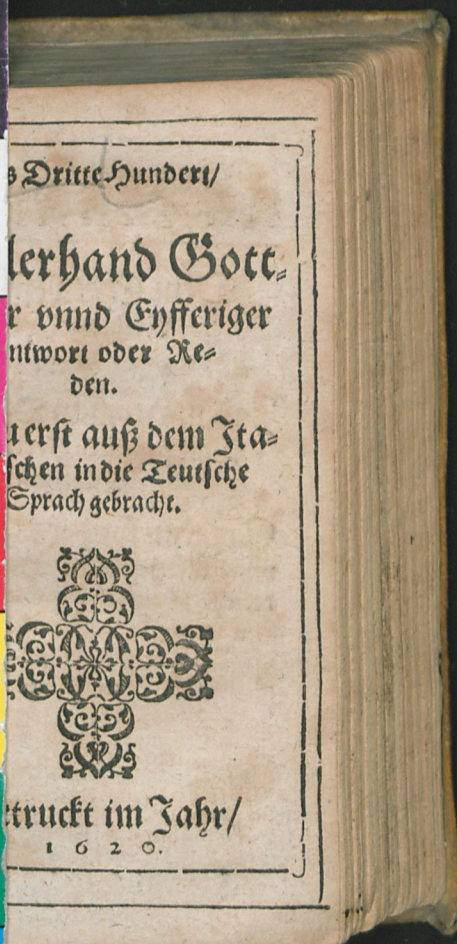 s Dritte Hundert/
lerhand Gott-
r vnnd Eyfferiger
ntwort oder Re-
den.
u erst auß dem Ita-
schen in die Teutsche
Sprach gebracht.
etruckt im Jahr/
1620.